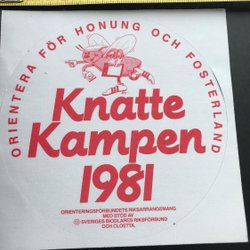 ORIENTERA FÖR HONUNG OCH FOSTERLAND
Knatte
Kampen
1981
ORIENTERINGSFÖRBUNDETS RIKSARRANGEMANG
MED STÖD AV
SVERIGES BIODLARES RIKSFÖRBUND
OCH CLOETTA.